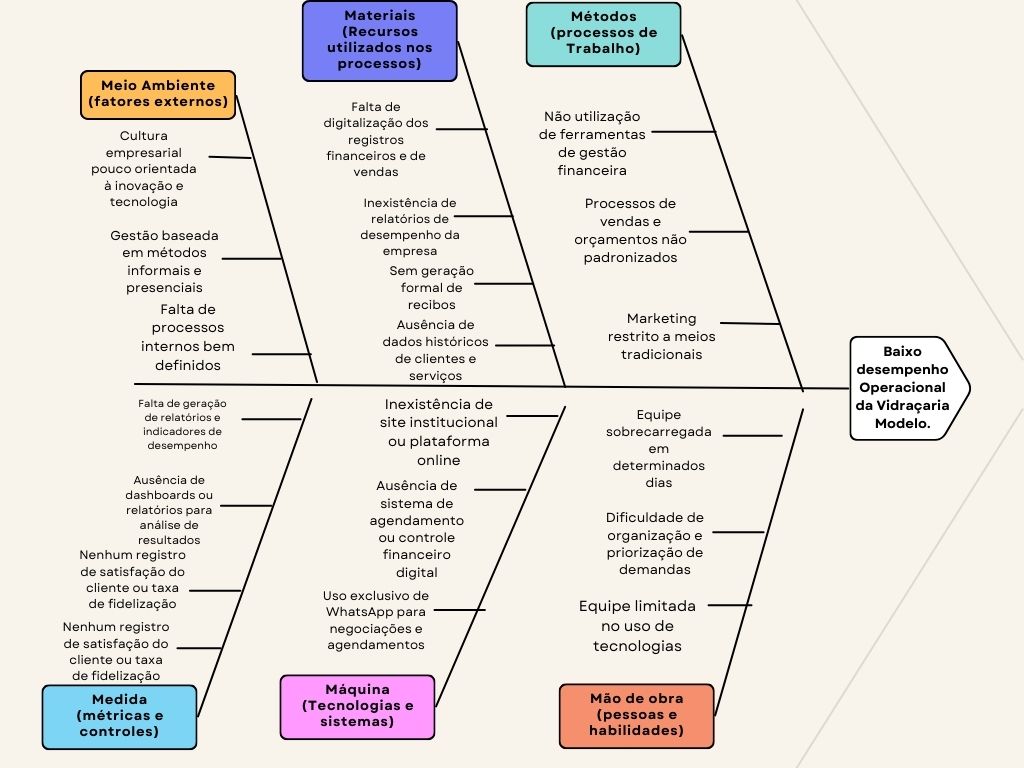 Meio Ambiente
(fatores externos)
Cultura
empresarial
pouco orientada
à inovação e
tecnologia
Gestão baseada
em métodos
informais e
presenciais
Falta de
processos
internos bem
definidos
Materiais
(Recursos
utilizados nos
processos)
Falta de
digitalização dos
registros
financeiros e de
vendas
Inexistência de
relatórios de
desempenho da
empresa
Sem geração
formal de
recibos
Ausência de
dados históricos
de clientes e
serviços
Métodos
(processos de
Trabalho)
Não utilização
de ferramentas
de gestão
financeira
Processos de
vendas e
orçamentos não
padronizados
Marketing
restrito a meios
tradicionais
Baixo
desempenho
Operacional
da Vidraçaria
Modelo.
Falta de geração
de relatórios e
indicadores de
desempenho
Ausência de
dashboards ou
relatórios para
análise de
resultados
Nenhum registro
de satisfação do
cliente ou taxa
de fidelização
Nenhum registro
de satisfação do
cliente ou taxa
de fidelização
Medida
(métricas e
controles)
Inexistência de
site institucional
ou plataforma
online
Ausência de
sistema de
agendamento
ou controle
financeiro
digital
Uso exclusivo de
WhatsApp para
negociações e
agendamentos
Máquina
(Tecnologias e
sistemas)
Equipe
sobrecarregada
em
determinados
dias
Dificuldade de
organização e
priorização de
demandas
Equipe limitada
no uso de
tecnologias
Mão de obra
(pessoas e
habilidades)